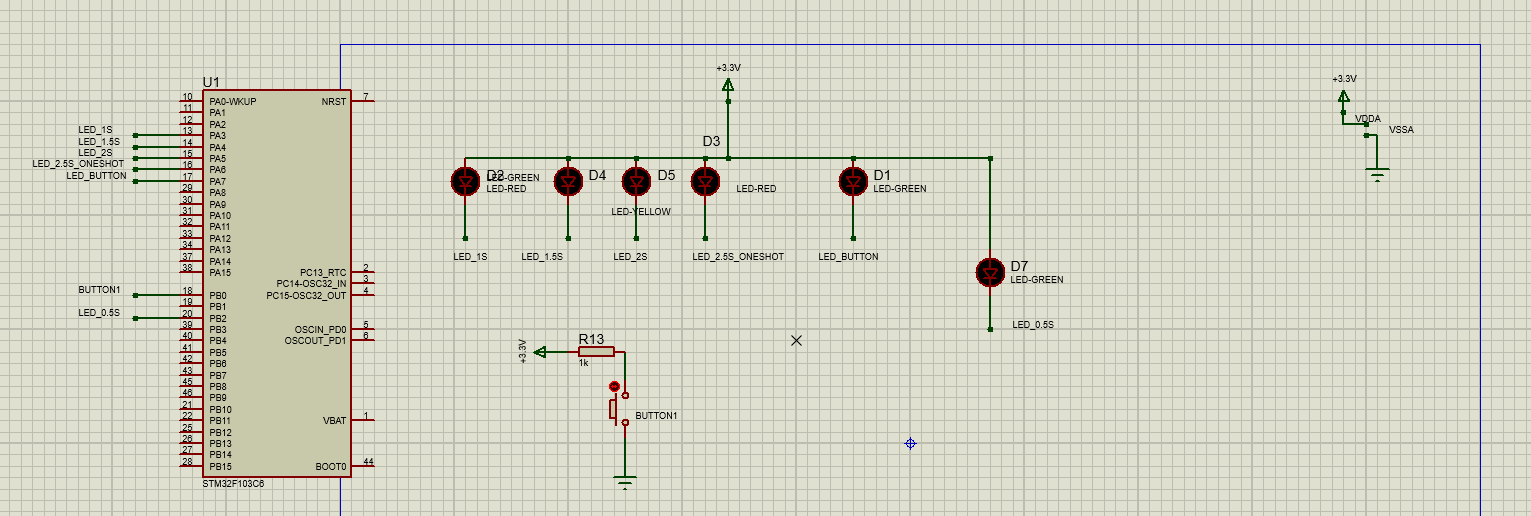 U1
10 PA0-WKUP NRST 7
11 PA1
12 PA2
LED_1S 13 PA3
LED_1.5S 14 PA4
LED_2S 15 PA5
LED_2.5S_ONESHOT 16 PA6
LED_BUTTON 17 PA7
29 PA8
30 PA9
31 PA10
32 PA11
33 PA12
34 PA13
37 PA14
38 PA15
PC13_RTC 2
PC14-OSC32_IN 3
BUTTON1 18 PB0 PC15-OSC32_OUT 4
19 PB1
LED_0.5S 20 PB2
39 PB3 OSCIN_PD0 5
40 PB4 OSCOUT_PD1 6
41 PB5
42 PB6
43 PB7
45 PB8
46 PB9
21 PB10
22 PB11 VBAT 1
25 PB12
26 PB13
27 PB14
28 PB15 BOOT0 44
STM32F103C6
+3.3V
D3
D2
LED-GREEN
LED-RED
D4
D5
LED-YELLOW
LED-RED
D1
LED-GREEN
LED_1S
LED_1.5S
LED_2S
LED_2.5S_ONESHOT
LED_BUTTON
D7
LED-GREEN
LED_0.5S
+3.3V
R13
1k
BUTTON1
+3.3V
VDDA
VSSA